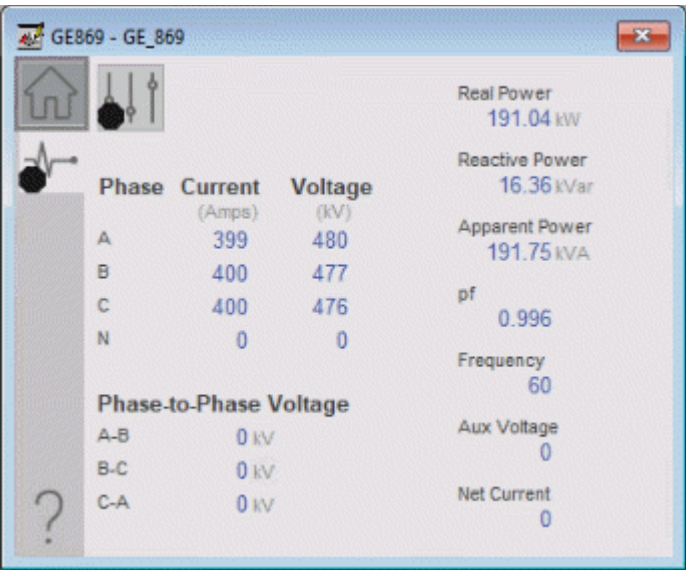 GE869 - GE_869
Real Power
191.04 kW
Reactive Power
16.36 kVar
Apparent Power
191.75 kVA
pf
0.996
Frequency
60
Aux Voltage
0
Net Current
0
Phase Current Voltage
(Amps) (kV)
A 399 480
B 400 477
C 400 476
N 0 0
Phase-to-Phase Voltage
A-B 0 kV
B-C 0 kV
C-A 0 kV
?